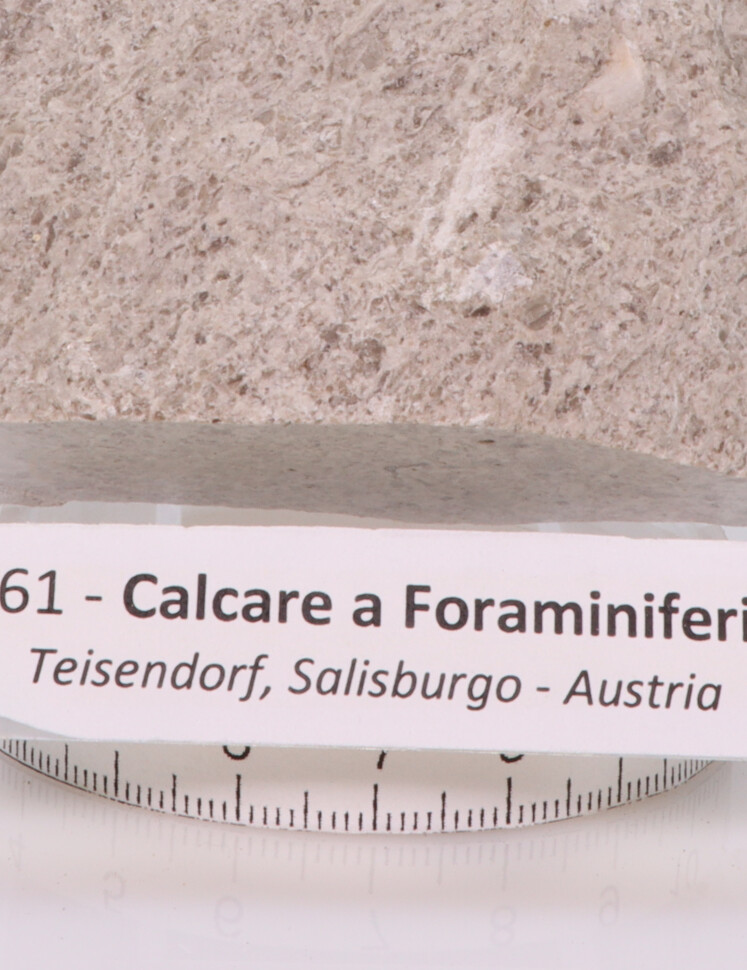 61 - Calcare a Foraminiferi
Teisendorf, Salisburgo - Austria